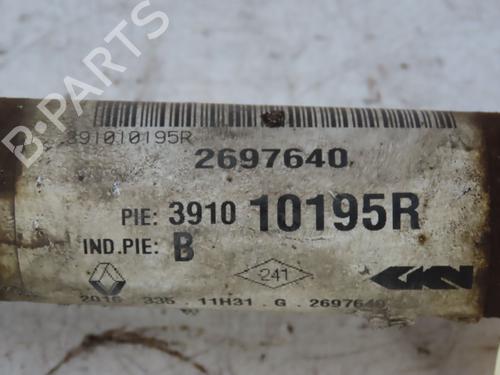 B-PARTS
391010195R
2697640
PIE: 3910 10195R
IND.PIE: B
241
GKN
2016 335 . 11H31 . G . 2697640